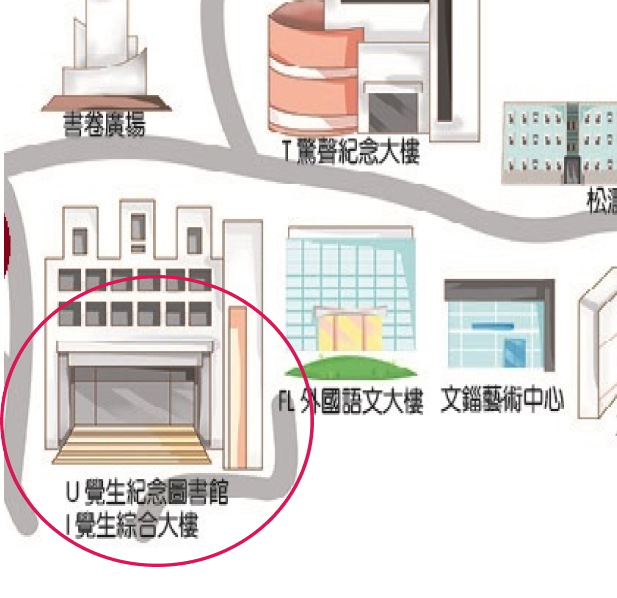 書卷廣場
T 驚聲紀念大樓
松濤
FL 外國語文大樓
文錙藝術中心
U 覺生紀念圖書館
I 覺生綜合大樓